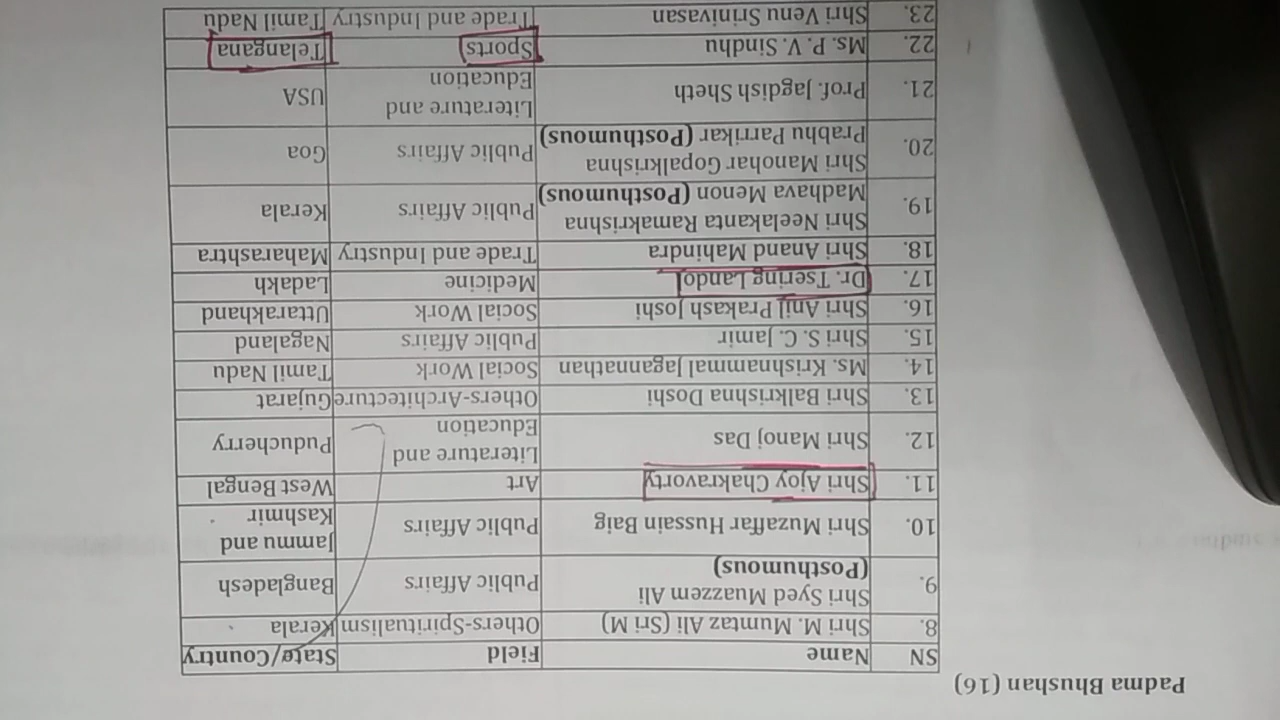 Padma Bhushan (16)
SN Name Field State/Country
8. Shri M. Mumtaz Ali (Sri M) Others-Spiritualism Kerala
9. Shri Syed Muazzem Ali (Posthumous) Public Affairs Bangladesh
10. Shri Muzaffar Hussain Baig Public Affairs Jammu and Kashmir
11. Shri Ajoy Chakravorty Art West Bengal
12. Shri Manoj Das Literature and Education Puducherry
13. Shri Balkrishna Doshi Others-Architecture Gujarat
14. Ms. Krishnammal Jagannathan Social Work Tamil Nadu
15. Shri S. C. Jamir Public Affairs Nagaland
16. Shri Anil Prakash Joshi Social Work Uttarakhand
17. Dr. Tsering Landol Medicine Ladakh
18. Shri Anand Mahindra Trade and Industry Maharashtra
19. Shri Neelakanta Ramakrishna Madhava Menon (Posthumous) Public Affairs Kerala
20. Shri Manohar Gopalkrishna Prabhu Parrikar (Posthumous) Public Affairs Goa
21. Prof. Jagdish Sheth Literature and Education USA
22. Ms. P. V. Sindhu Sports Telangana
23. Shri Venu Srinivasan Trade and Industry Tamil Nadu